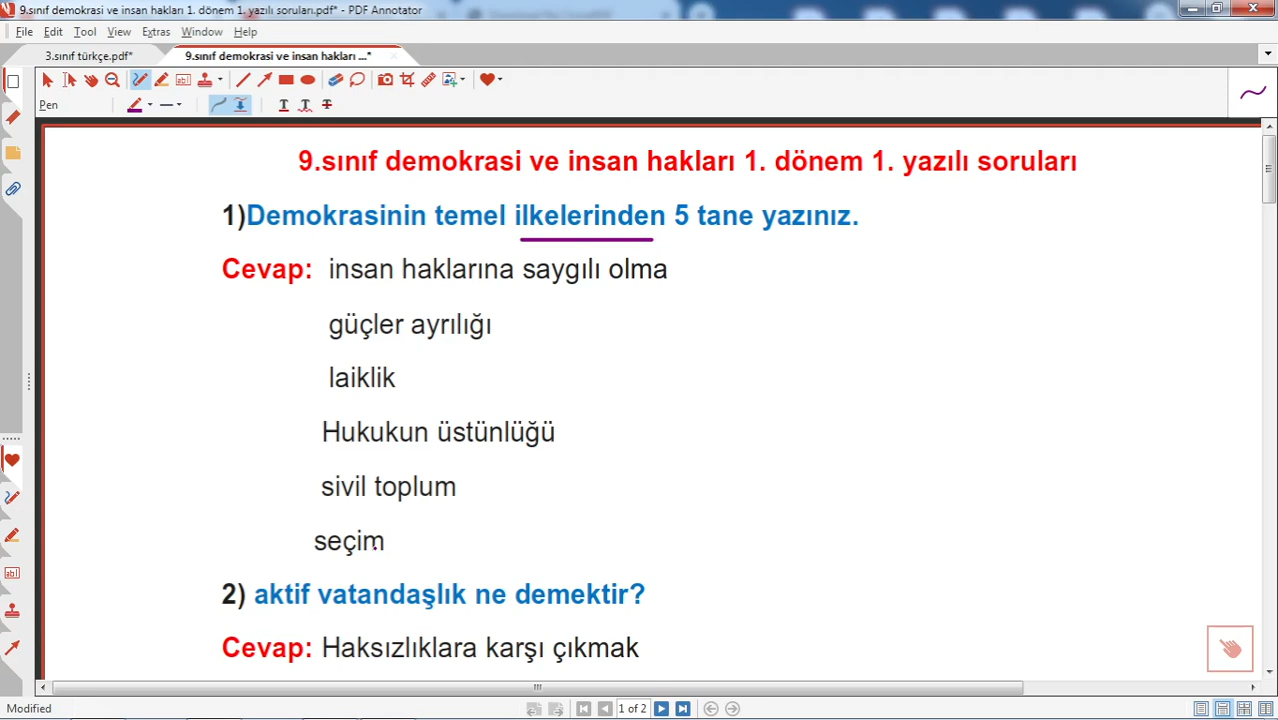 9.sınıf demokrasi ve insan hakları 1. dönem 1. yazılı soruları.pdf* - PDF Annotator
File Edit Tool View Extras Window Help
3.sınıf türkçe.pdf* 9.sınıf demokrasi ve insan hakları ...*
Pen
9.sınıf demokrasi ve insan hakları 1. dönem 1. yazılı soruları
1)Demokrasinin temel ilkelerinden 5 tane yazınız.
Cevap: insan haklarına saygılı olma
güçler ayrılığı
laiklik
Hukukun üstünlüğü
sivil toplum
seçim
2) aktif vatandaşlık ne demektir?
Cevap: Haksızlıklara karşı çıkmak
Modified 1 of 2